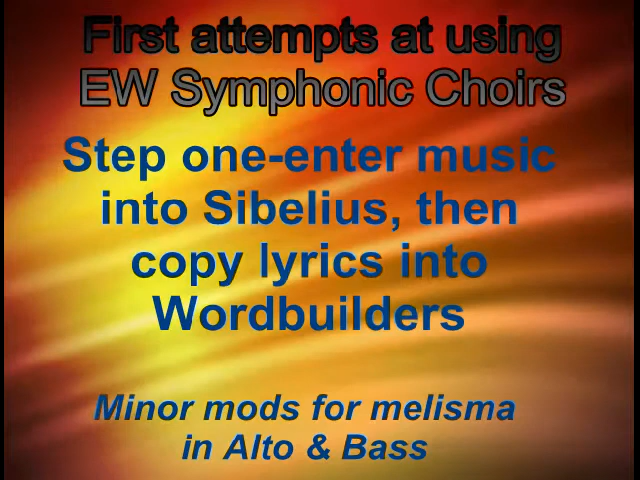 First attempts at using
EW Symphonic Choirs
Step one-enter music
into Sibelius, then
copy lyrics into
Wordbuilders
Minor mods for melisma
in Alto & Bass